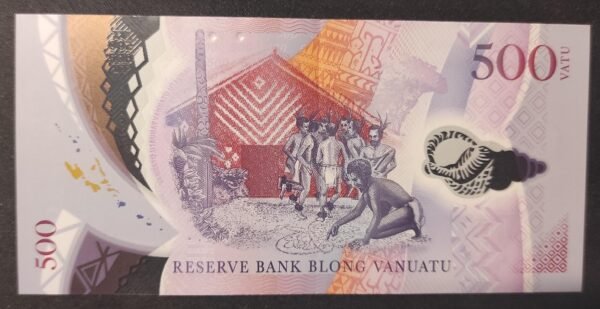 500
VATU
500
RESERVE BANK BLONG VANUATU